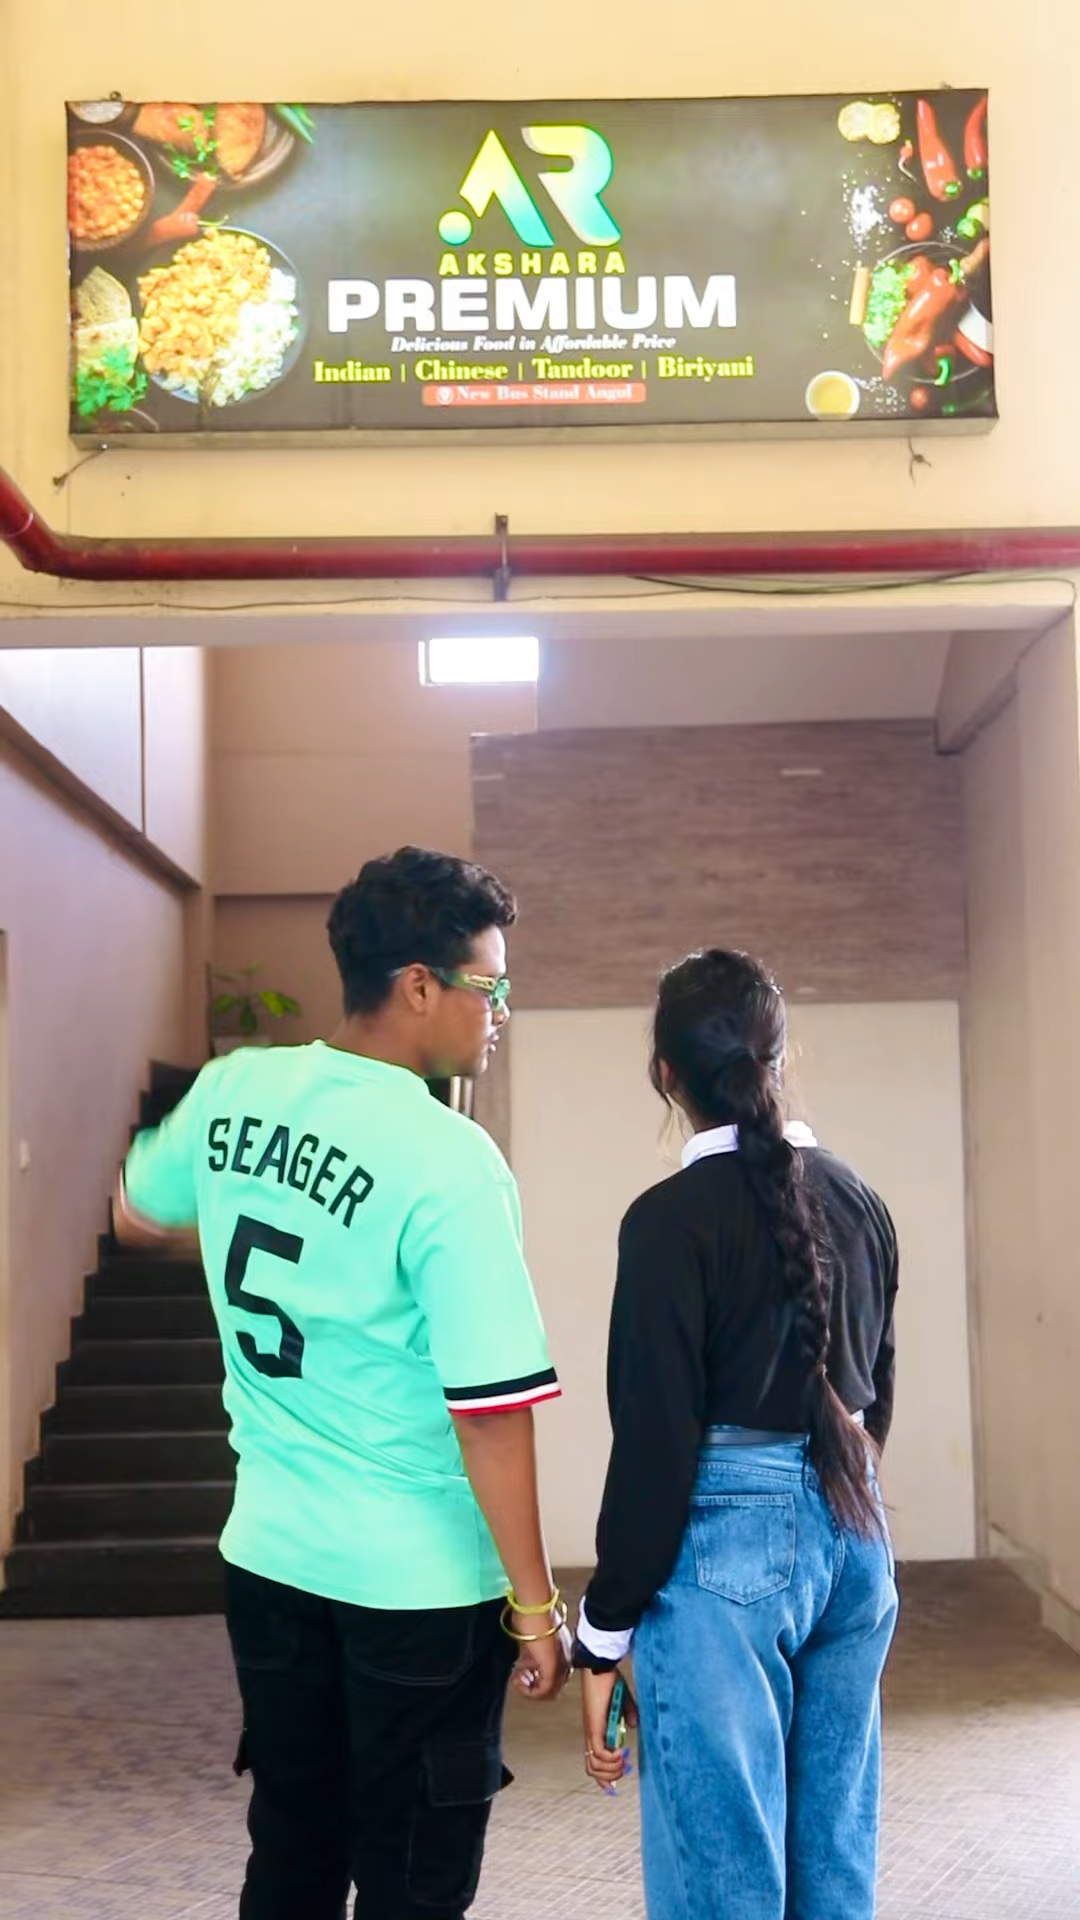 AR
AKSHARA
PREMIUM
Delicious Food in Affordable Price
Indian | Chinese | Tandoor | Biriyani
New Bus Stand Angul
SEAGER
5